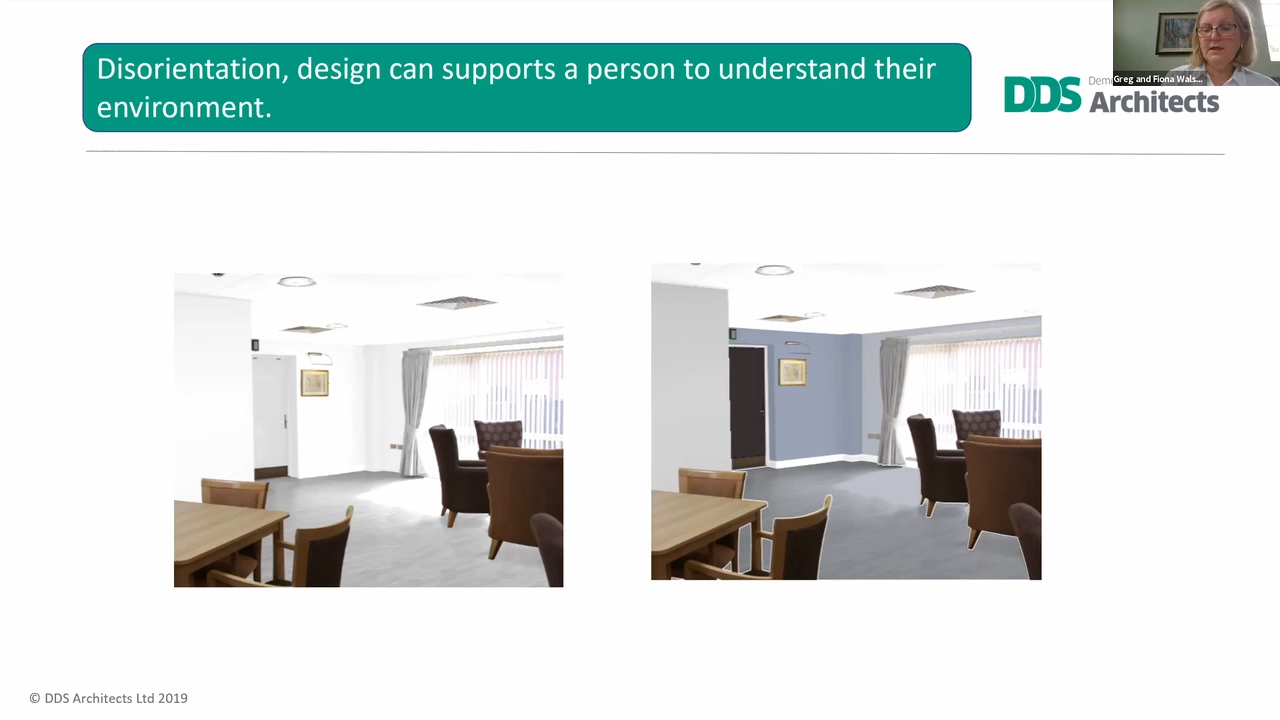 Disorientation, design can supports a person to understand their
environment.
DDS
Architects
Greg and Fiona Wals...
© DDS Architects Ltd 2019